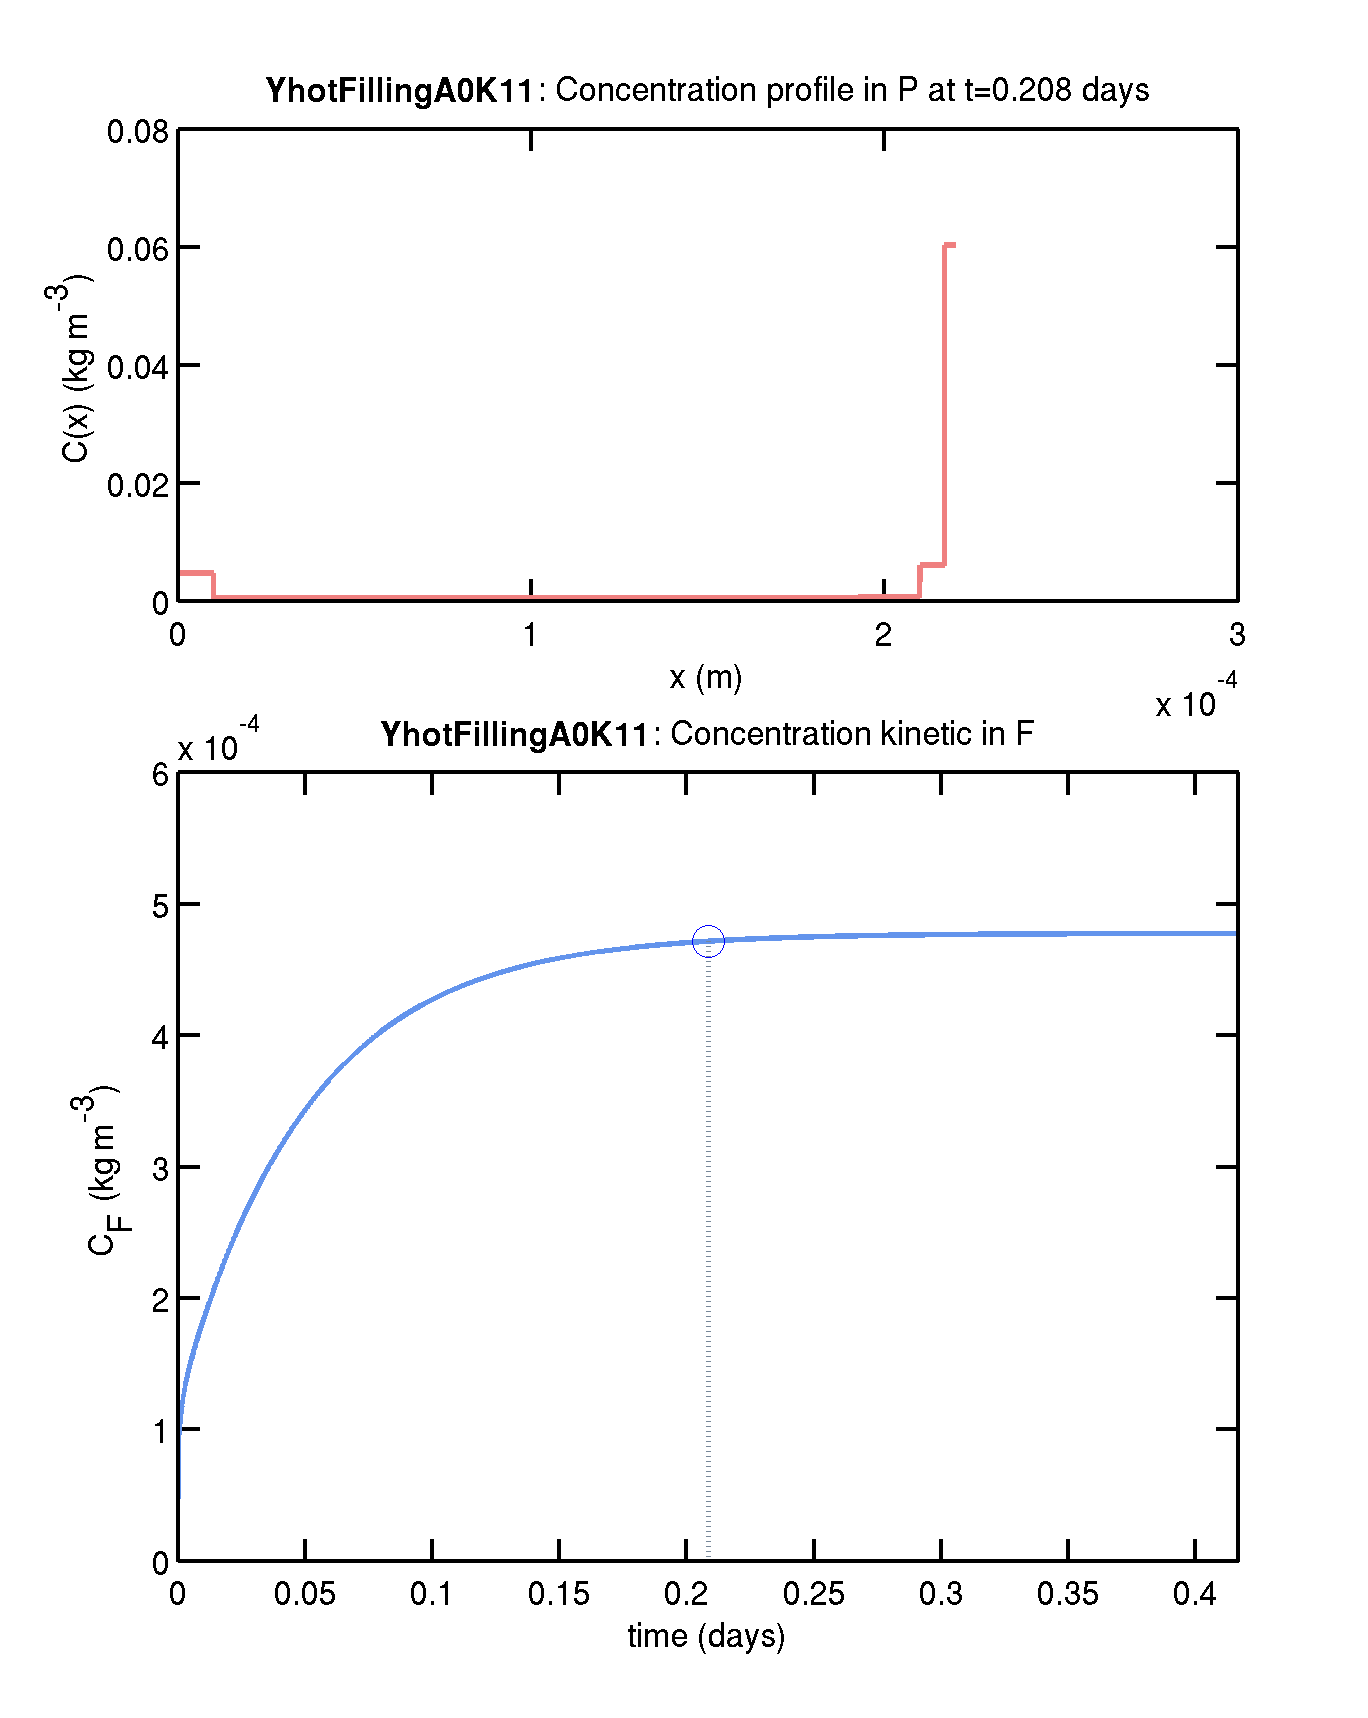 YhotFillingA0K11: Concentration profile in P at t=0.208 days
0.08
0.06
0.04
0.02
0
C(x) (kg m-3)
0 1 2 3
x (m)
x 10-4
YhotFillingA0K11: Concentration kinetic in F
x 10-4
6
5
4
3
2
1
0
CF (kg m-3)
0 0.05 0.1 0.15 0.2 0.25 0.3 0.35 0.4
time (days)